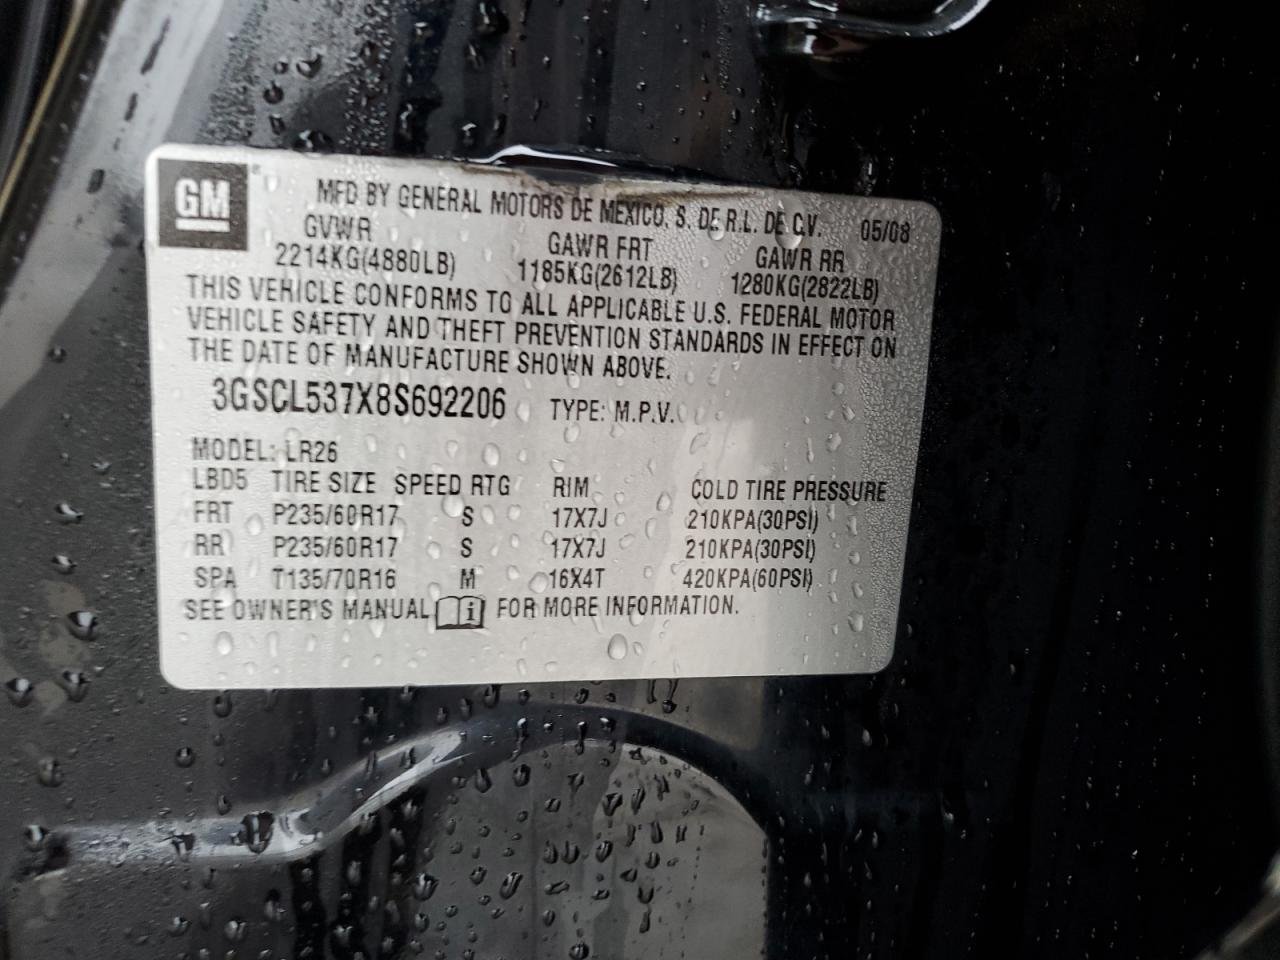 GM
MFD BY GENERAL MOTORS DE MEXICO, S. DE R.L. DE C.V. 05/08
GVWR GAWR FRT GAWR RR
2214KG(4880LB) 1185KG(2612LB) 1280KG(2822LB)
THIS VEHICLE CONFORMS TO ALL APPLICABLE U.S. FEDERAL MOTOR
VEHICLE SAFETY AND THEFT PREVENTION STANDARDS IN EFFECT ON
THE DATE OF MANUFACTURE SHOWN ABOVE.
3GSCL537X8S692206 TYPE: M.P.V.
MODEL: LR26
LBD5 TIRE SIZE SPEED RTG RIM COLD TIRE PRESSURE
FRT P235/60R17 S 17X7J 210KPA(30PSI)
RR P235/60R17 S 17X7J 210KPA(30PSI)
SPA T135/70R16 M 16X4T 420KPA(60PSI)
SEE OWNER'S MANUAL i FOR MORE INFORMATION.